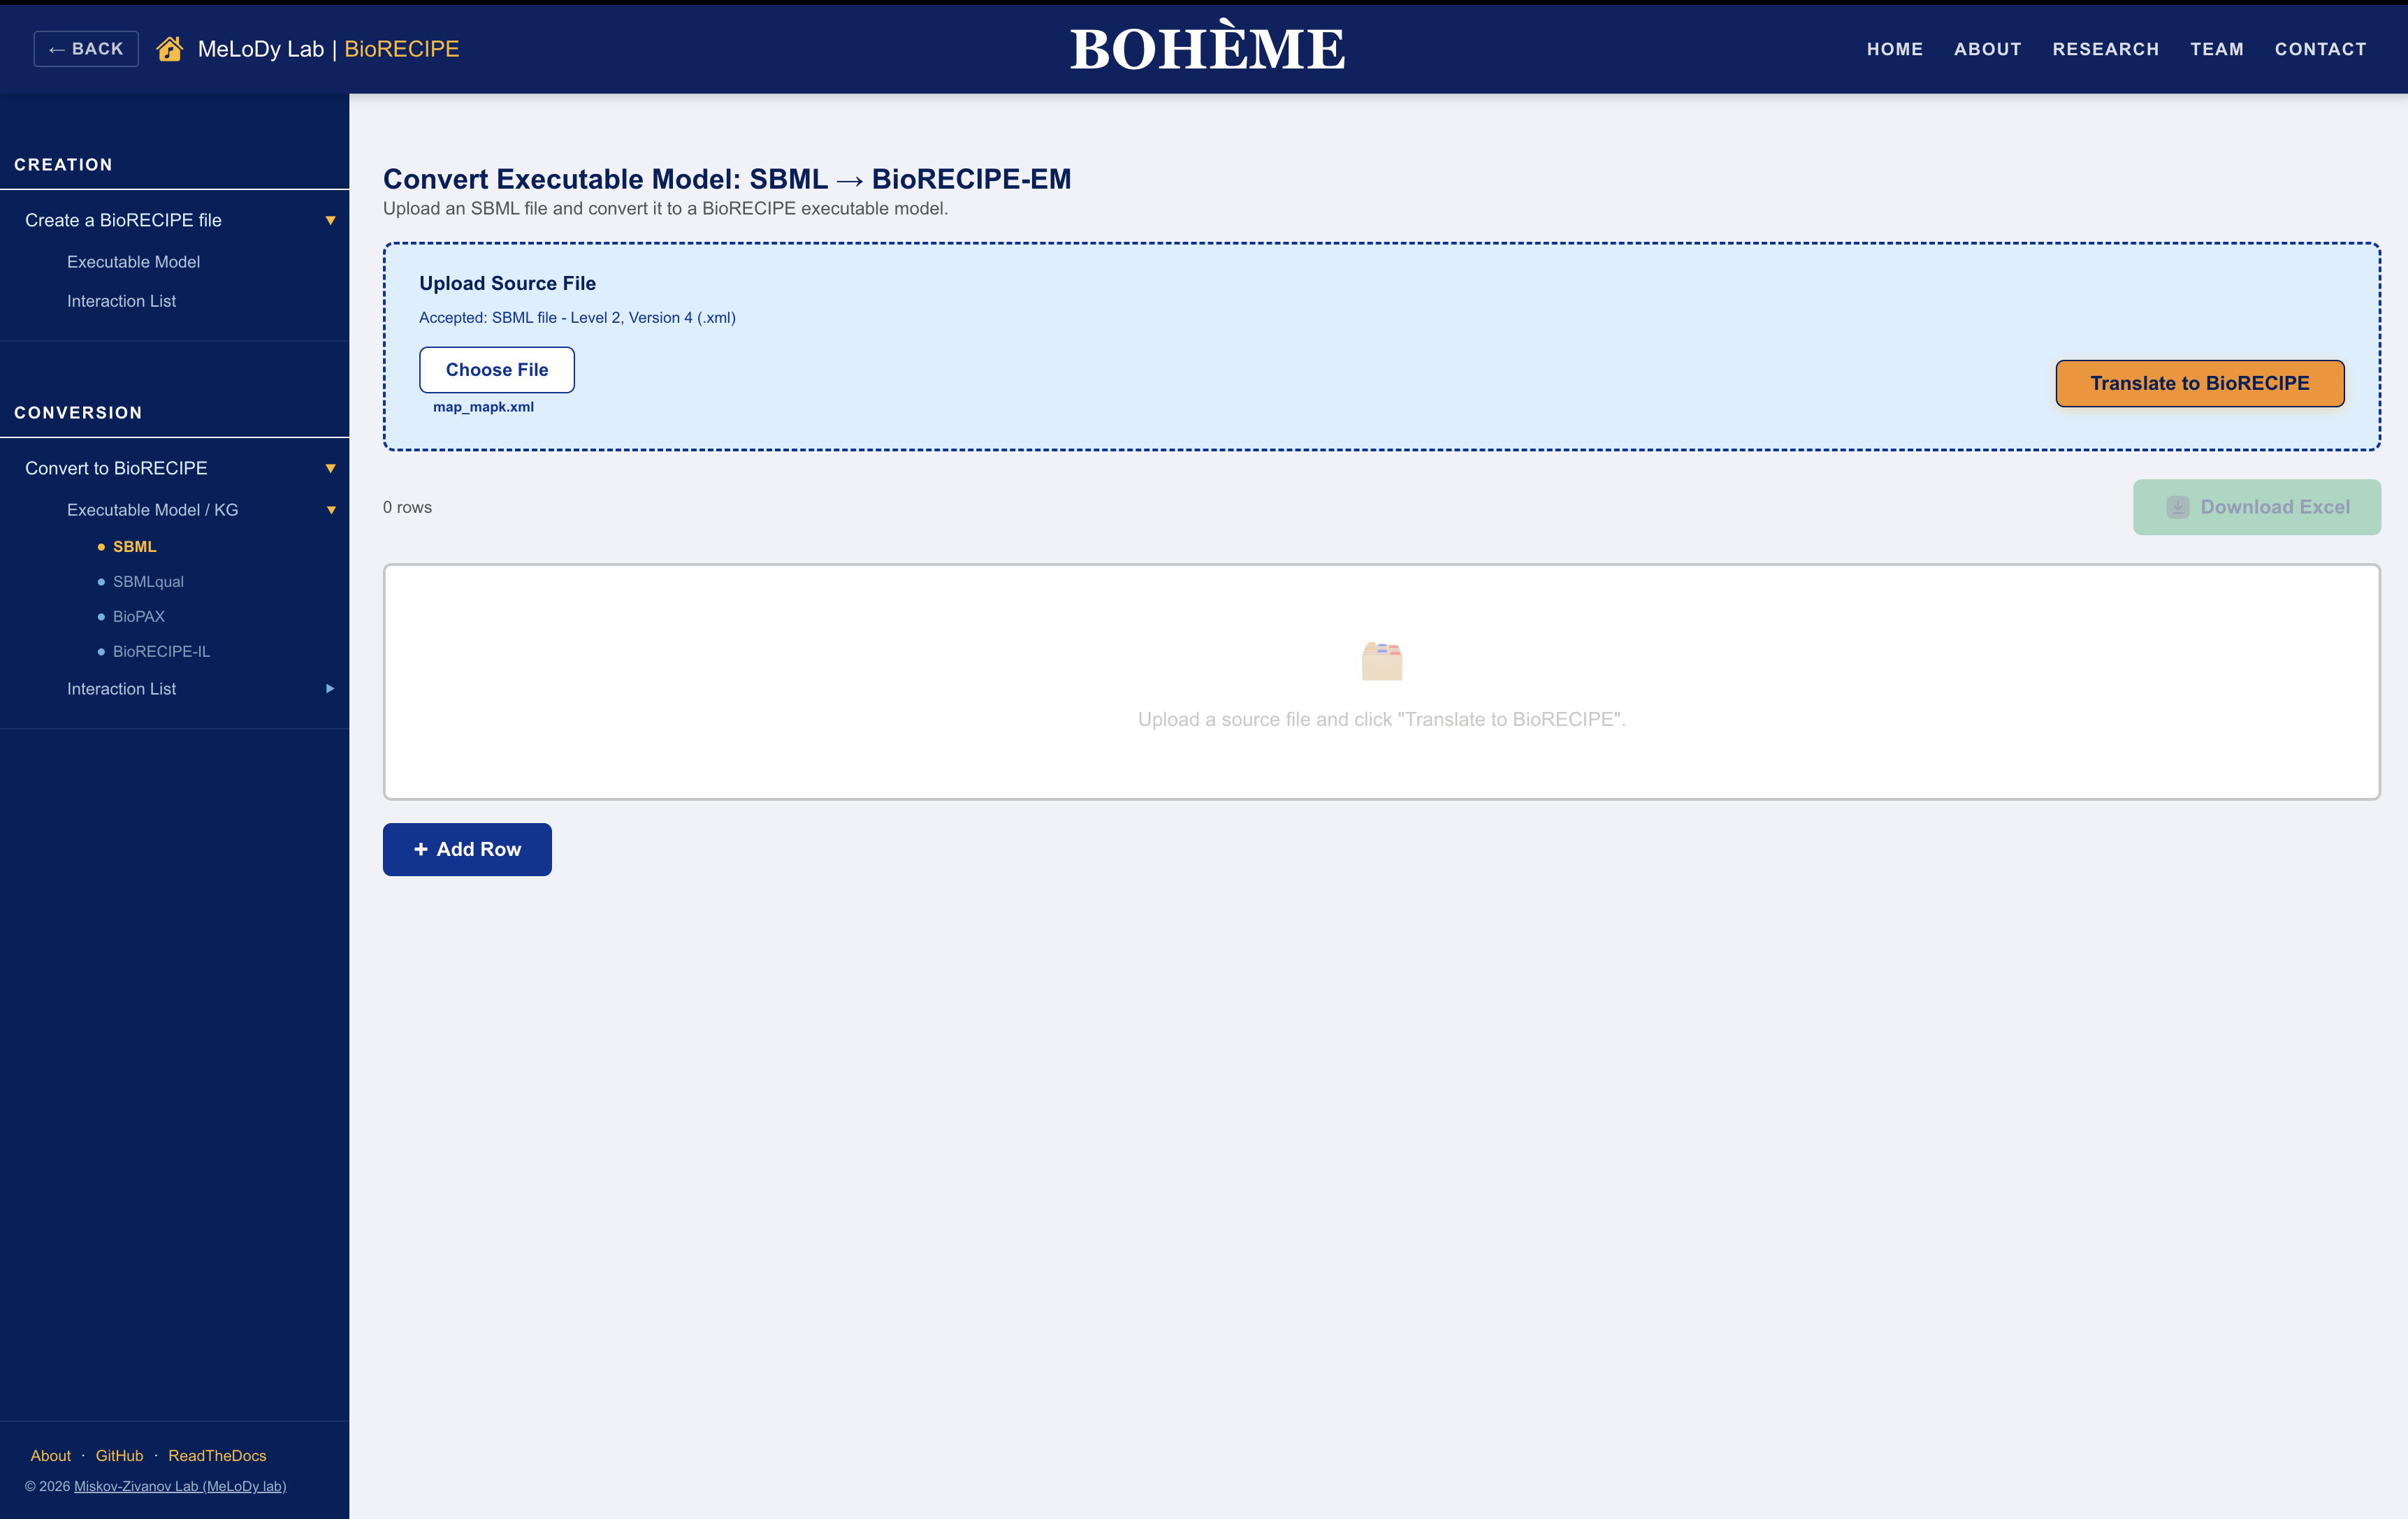 ← BACK
MeLoDy Lab | BioRECIPE
BOHÈME
HOME
ABOUT
RESEARCH
TEAM
CONTACT
CREATION
Create a BioRECIPE file ▼
Executable Model
Interaction List
CONVERSION
Convert to BioRECIPE ▼
Executable Model / KG ▼
• SBML
• SBMLqual
• BioPAX
• BioRECIPE-IL
Interaction List ▶
About · GitHub · ReadTheDocs
© 2026 Miskov-Zivanov Lab (MeLoDy lab)
Convert Executable Model: SBML → BioRECIPE-EM
Upload an SBML file and convert it to a BioRECIPE executable model.
Upload Source File
Accepted: SBML file - Level 2, Version 4 (.xml)
Choose File
map_mapk.xml
Translate to BioRECIPE
0 rows
Download Excel
Upload a source file and click "Translate to BioRECIPE".
+ Add Row